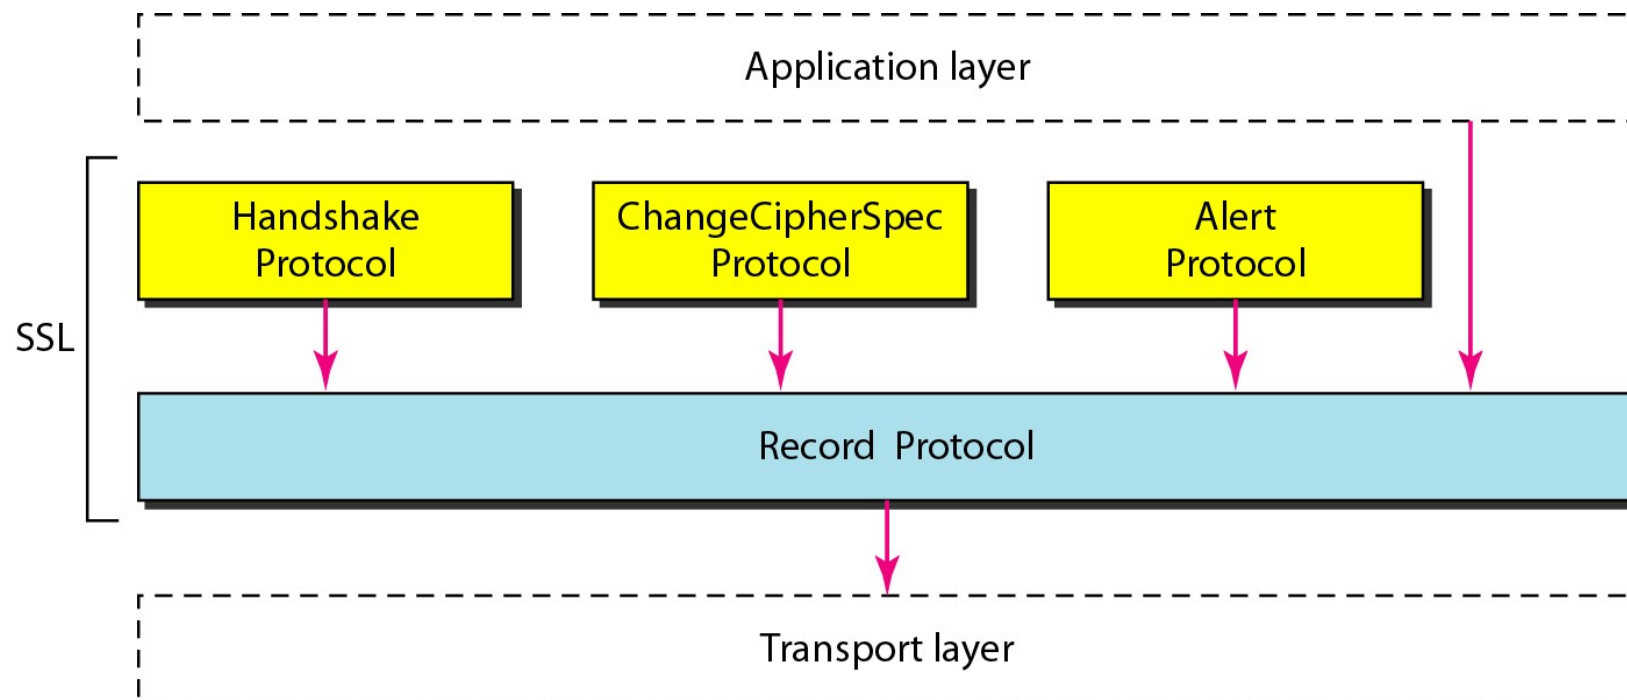 Application layer
Handshake
Protocol
ChangeCipherSpec
Protocol
Alert
Protocol
SSL
Record Protocol
Transport layer